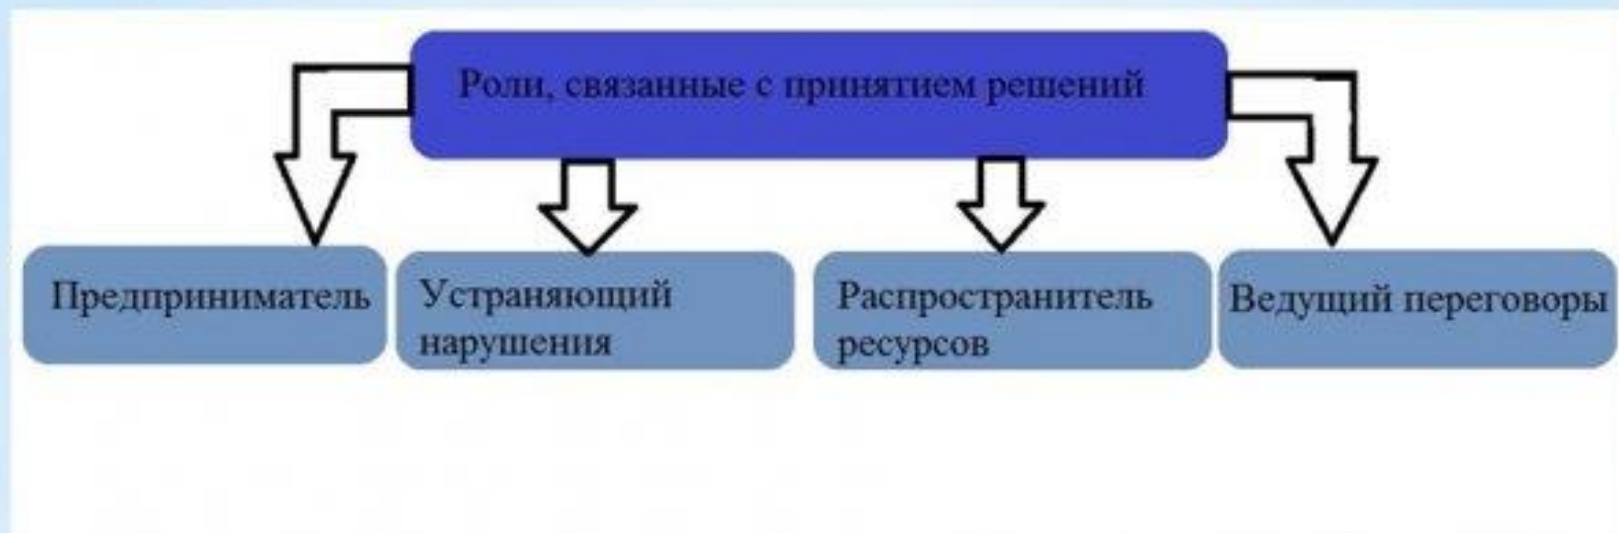 Роли, связанные с принятием решений
Предприниматель
Устраняющий
нарушения
Распространитель
ресурсов
Ведущий переговоры